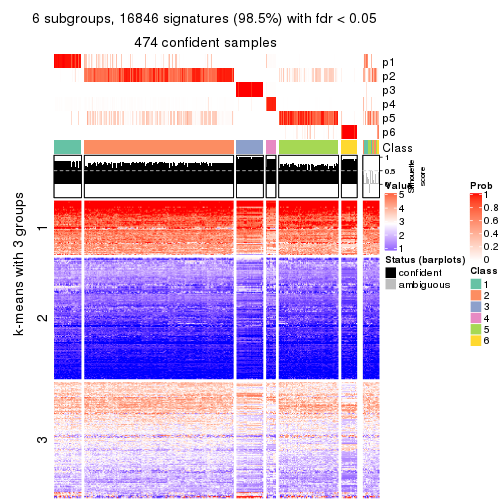 6 subgroups, 16846 signatures (98.5%) with fdr < 0.05
474 confident samples
p1
p2
p3
p4
p5
p6
Class
1
0.5
Silhouette
score
k-means with 3 groups
1
2
3
Value
5
4
3
2
1
Status (barplots)
confident
ambiguous
Prob
1
0.8
0.6
0.4
0.2
0
Class
1
2
3
4
5
6